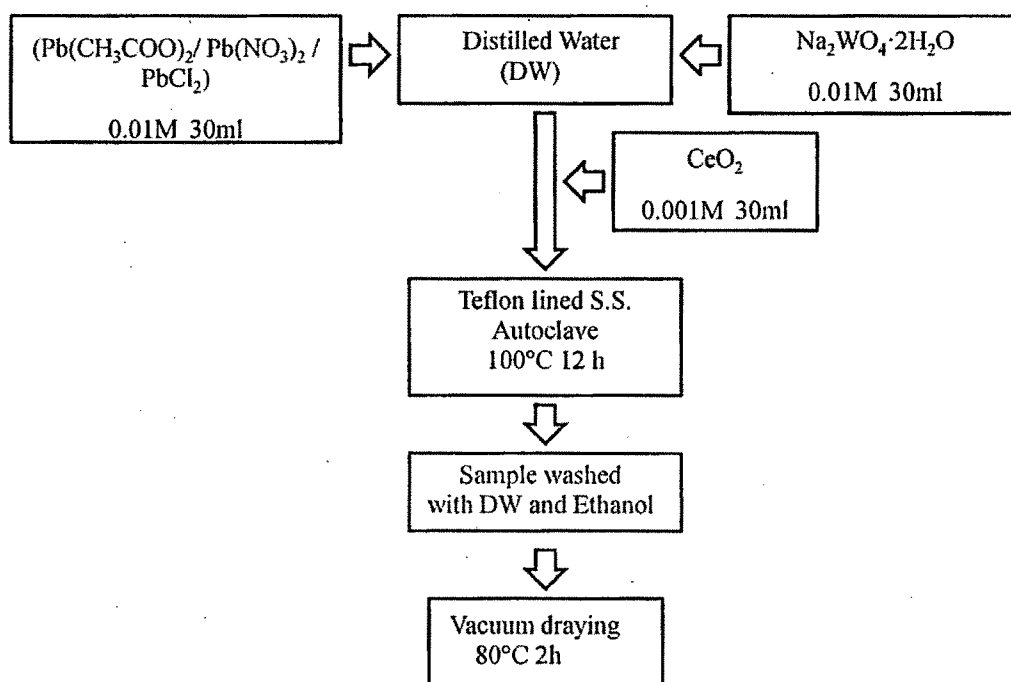 (Pb(CH₃COO)₂/ Pb(NO₃)₂ /
PbCl₂)
0.01M 30ml
Distilled Water
(DW)
Na₂WO₄·2H₂O
0.01M 30ml
CeO₂
0.001M 30ml
Teflon lined S.S.
Autoclave
100°C 12 h
Sample washed
with DW and Ethanol
Vacuum draying
80°C 2h